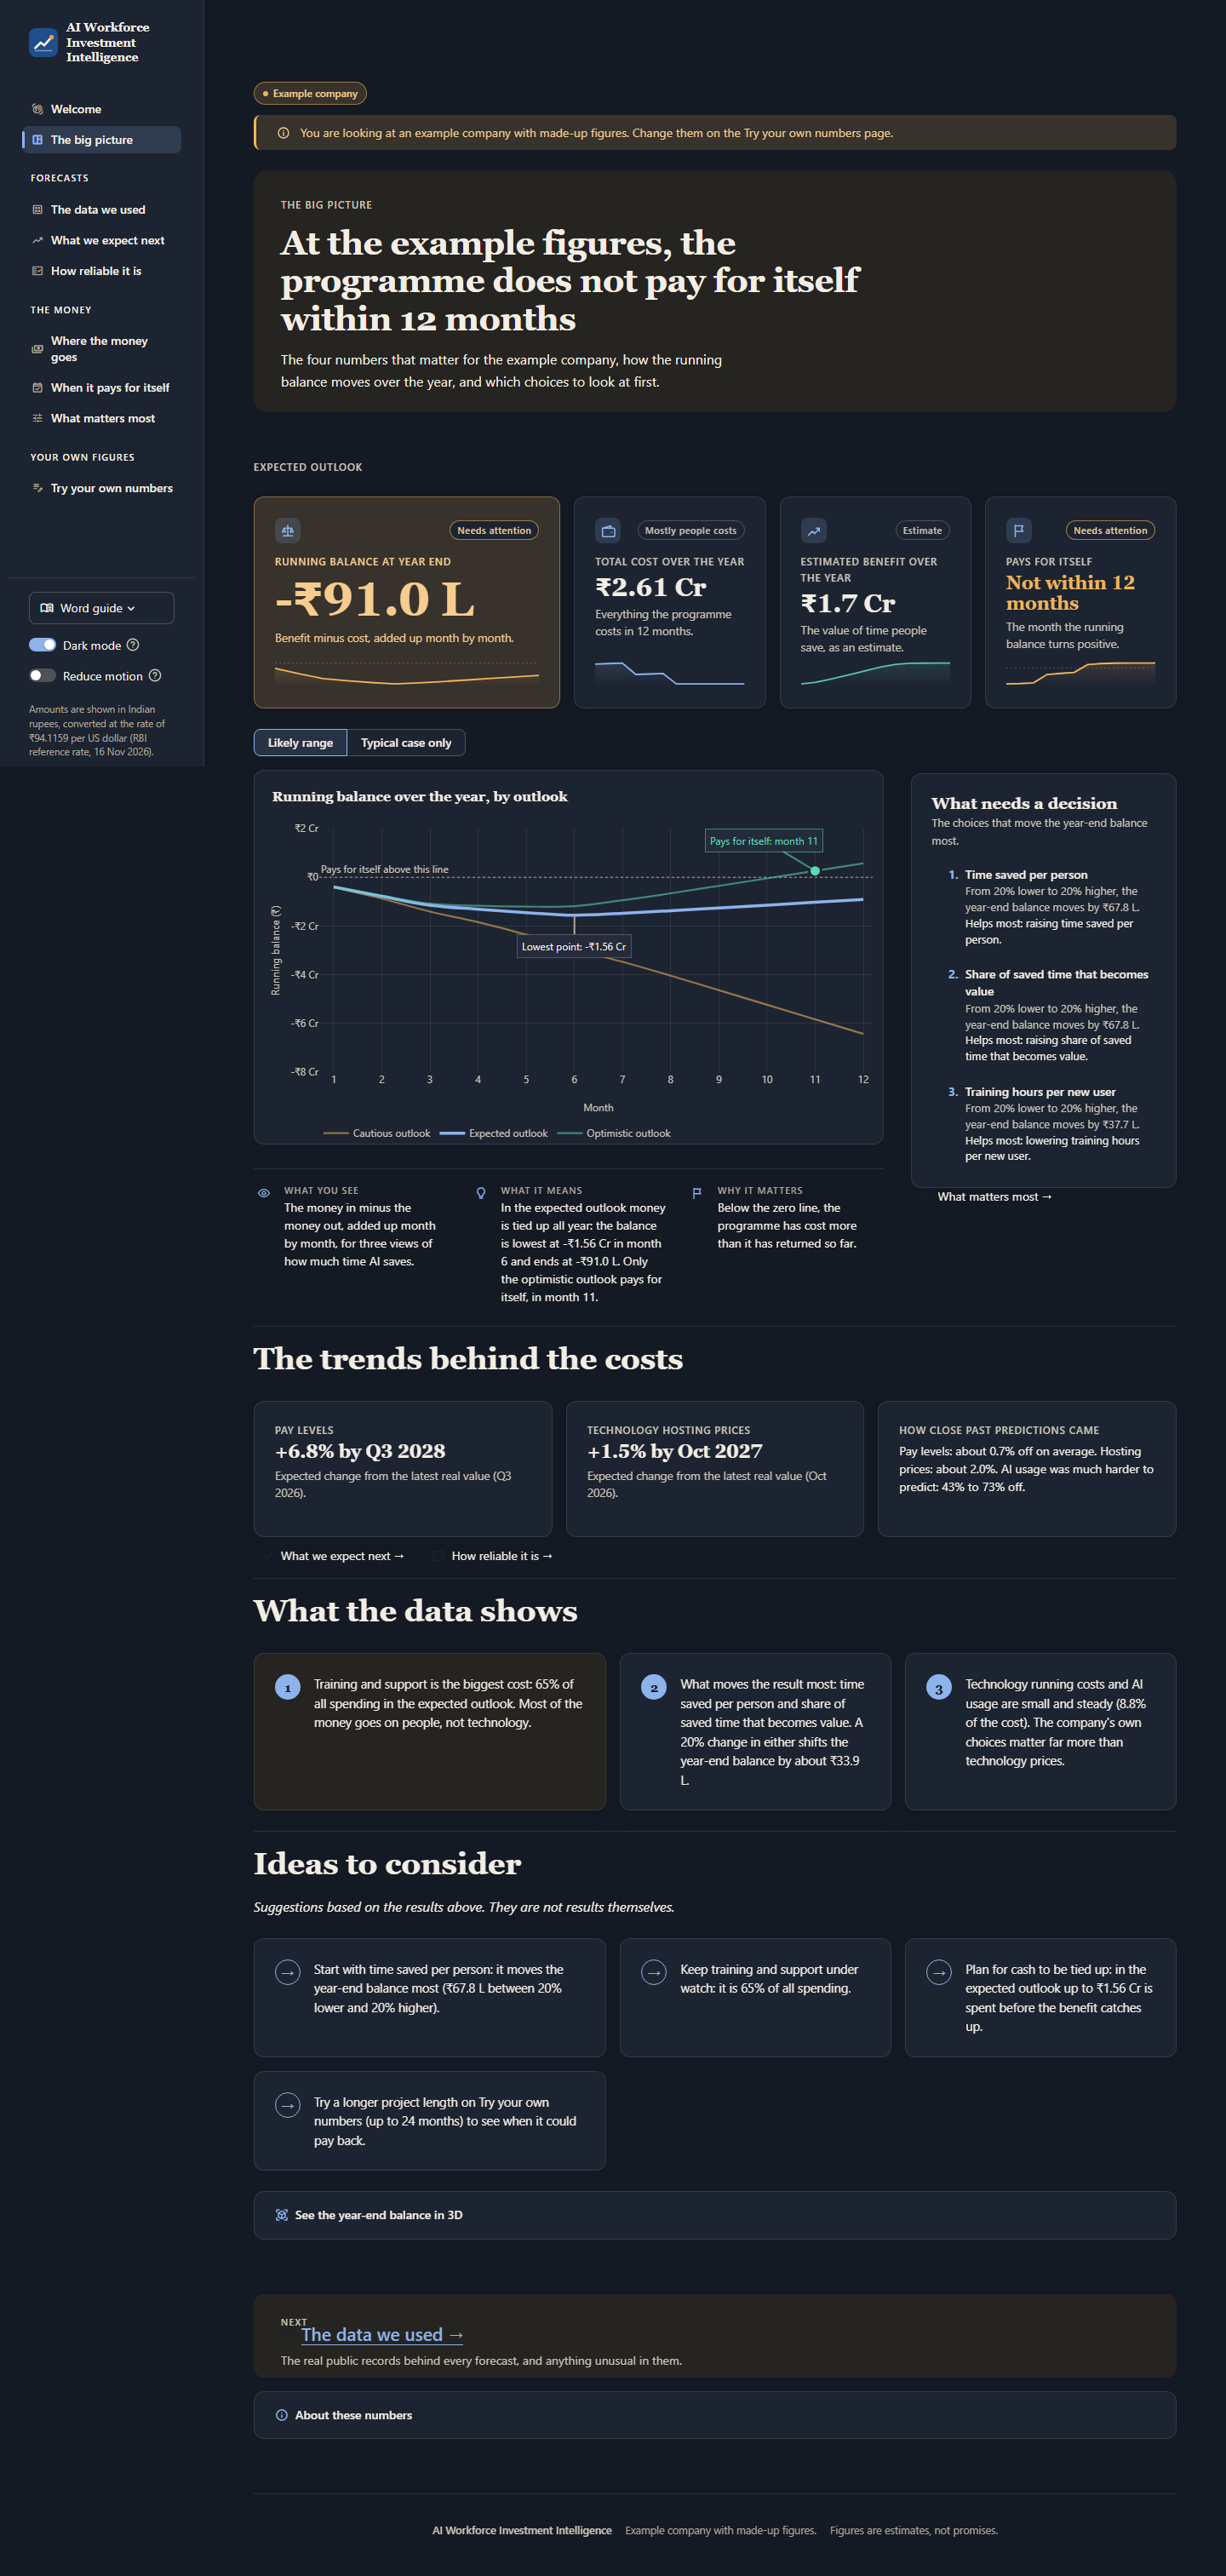 AI Workforce
Investment
Intelligence
Welcome
The big picture
FORECASTS
The data we used
What we expect next
How reliable it is
THE MONEY
Where the money
goes
When it pays for itself
What matters most
YOUR OWN FIGURES
Try your own numbers
Word guide
Dark mode
Reduce motion
Amounts are shown in Indian
rupees, converted at the rate of
₹94.1159 per US dollar (RBI
reference rate, 16 Nov 2026).
Example company
You are looking at an example company with made-up figures. Change them on the Try your own numbers page.
THE BIG PICTURE
At the example figures, the
programme does not pay for itself
within 12 months
The four numbers that matter for the example company, how the running
balance moves over the year, and which choices to look at first.
EXPECTED OUTLOOK
Needs attention
RUNNING BALANCE AT YEAR END
-₹91.0 L
Benefit minus cost, added up month by month.
Mostly people costs
TOTAL COST OVER THE YEAR
₹2.61 Cr
Everything the programme
costs in 12 months.
Estimate
ESTIMATED BENEFIT OVER
THE YEAR
₹1.7 Cr
The value of time people
save, as an estimate.
Needs attention
PAYS FOR ITSELF
Not within 12
months
The month the running
balance turns positive.
Likely range
Typical case only
Running balance over the year, by outlook
₹2 Cr
₹0
-₹2 Cr
-₹4 Cr
-₹6 Cr
-₹8 Cr
Running balance (₹)
Pays for itself above this line
Pays for itself: month 11
Lowest point: -₹1.56 Cr
1 2 3 4 5 6 7 8 9 10 11 12
Month
Cautious outlook Expected outlook Optimistic outlook
What needs a decision
The choices that move the year-end balance
most.
1. Time saved per person
From 20% lower to 20% higher, the
year-end balance moves by ₹67.8 L.
Helps most: raising time saved per
person.
2. Share of saved time that becomes
value
From 20% lower to 20% higher, the
year-end balance moves by ₹67.8 L.
Helps most: raising share of saved
time that becomes value.
3. Training hours per new user
From 20% lower to 20% higher, the
year-end balance moves by ₹37.7 L.
Helps most: lowering training hours
per new user.
What matters most →
WHAT YOU SEE
The money in minus the
money out, added up month
by month, for three views of
how much time AI saves.
WHAT IT MEANS
In the expected outlook money
is tied up all year: the balance
is lowest at -₹1.56 Cr in month
6 and ends at -₹91.0 L. Only
the optimistic outlook pays for
itself, in month 11.
WHY IT MATTERS
Below the zero line, the
programme has cost more
than it has returned so far.
The trends behind the costs
PAY LEVELS
+6.8% by Q3 2028
Expected change from the latest real value (Q3
2026).
TECHNOLOGY HOSTING PRICES
+1.5% by Oct 2027
Expected change from the latest real value (Oct
2026).
HOW CLOSE PAST PREDICTIONS CAME
Pay levels: about 0.7% off on average. Hosting
prices: about 2.0%. AI usage was much harder to
predict: 43% to 73% off.
What we expect next →
How reliable it is →
What the data shows
1
Training and support is the biggest cost: 65% of
all spending in the expected outlook. Most of the
money goes on people, not technology.
2
What moves the result most: time
saved per person and share of
saved time that becomes value. A
20% change in either shifts the
year-end balance by about ₹33.9
L.
3
Technology running costs and AI
usage are small and steady (8.8%
of the cost). The company's own
choices matter far more than
technology prices.
Ideas to consider
Suggestions based on the results above. They are not results themselves.
→
Start with time saved per person: it moves the
year-end balance most (₹67.8 L between 20%
lower and 20% higher).
→
Keep training and support under
watch: it is 65% of all spending.
→
Plan for cash to be tied up: in the
expected outlook up to ₹1.56 Cr is
spent before the benefit catches
up.
→
Try a longer project length on Try your own
numbers (up to 24 months) to see when it could
pay back.
See the year-end balance in 3D
NEXT
The data we used →
The real public records behind every forecast, and anything unusual in them.
About these numbers
AI Workforce Investment Intelligence Example company with made-up figures. Figures are estimates, not promises.